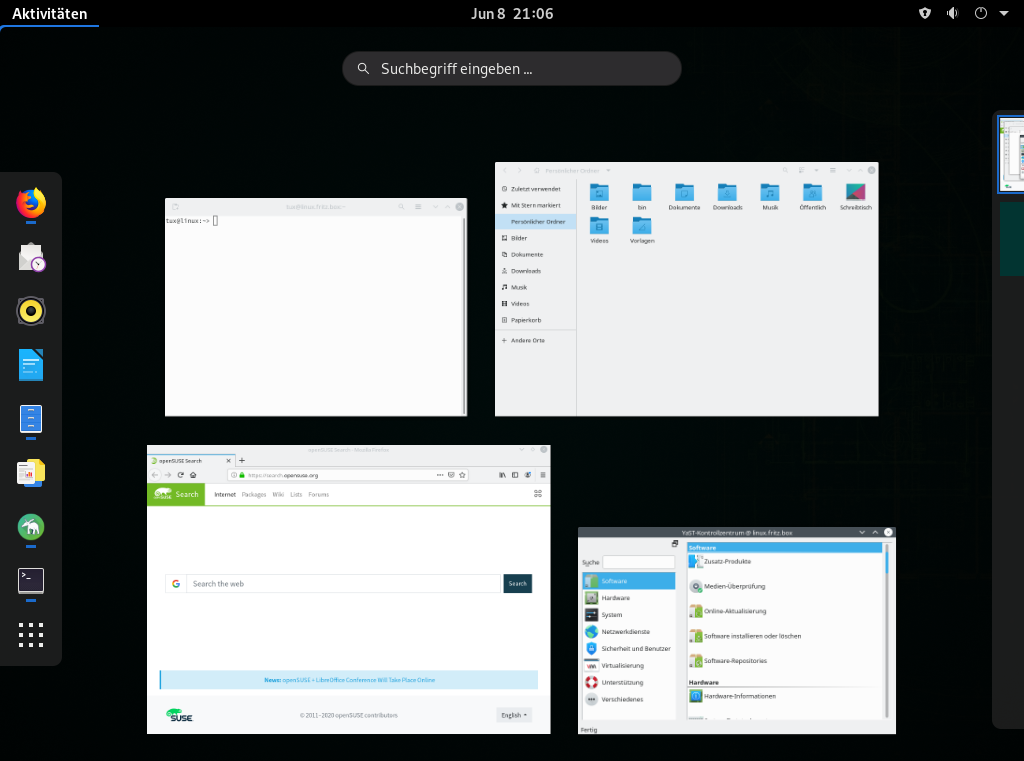 Aktivitäten
Jun 8 21:06
Suchbegriff eingeben ...
tux@linux.fritz.box:~
tux@linux:~>
Persönlicher Ordner
Zuletzt verwendet
Mit Stern markiert
Persönlicher Ordner
Bilder
Dokumente
Downloads
Musik
Videos
Papierkorb
Andere Orte
Bilder
bin
Dokumente
Downloads
Musik
Öffentlich
Schreibtisch
Videos
Vorlagen
openSUSE Search - Mozilla Firefox
openSUSE Search
https://search.opensuse.org
Search
Internet Packages Wiki Lists Forums
Search the web
Search
News: openSUSE + LibreOffice Conference Will Take Place Online
SUSE
© 2011–2020 openSUSE contributors
English
YaST-Kontrollzentrum @ linux.fritz.box
Suche
Software
Hardware
System
Netzwerkdienste
Sicherheit und Benutzer
Virtualisierung
Unterstützung
Verschiedenes
Software
Zusatz-Produkte
Medien-Überprüfung
Online-Aktualisierung
Software installieren oder löschen
Software-Repositories
Hardware
Hardware-Informationen
Fertig